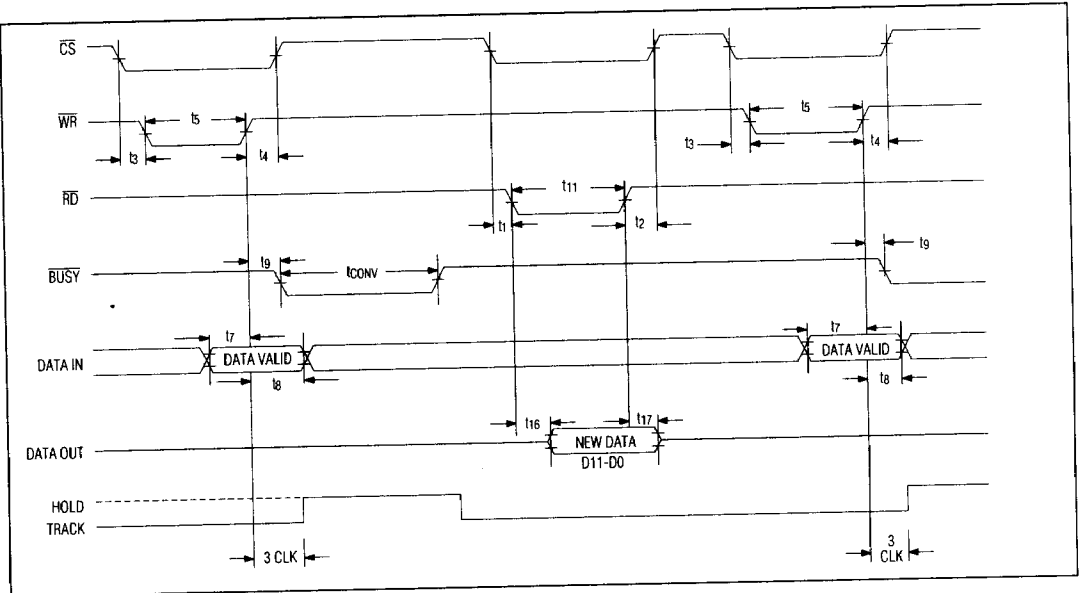 CS
WR
t5
t5
t3
t4
t3
t4
RD
t11
t1
t2
BUSY
t9
tCONV
t9
DATA IN
t7
DATA VALID
t8
t7
DATA VALID
t8
DATA OUT
t16
t17
NEW DATA
D11-D0
HOLD
TRACK
3 CLK
3
CLK